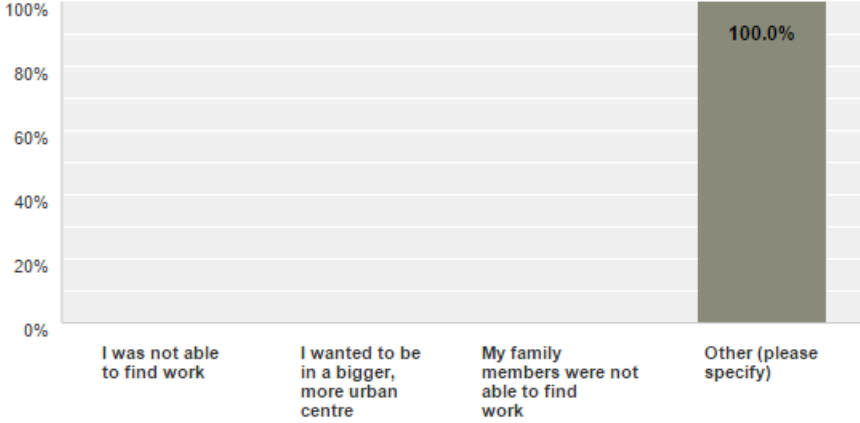 100%
80%
60%
40%
20%
0%
100.0%
I was not able
to find work
I wanted to be
in a bigger,
more urban
centre
My family
members were not
able to find
work
Other (please
specify)